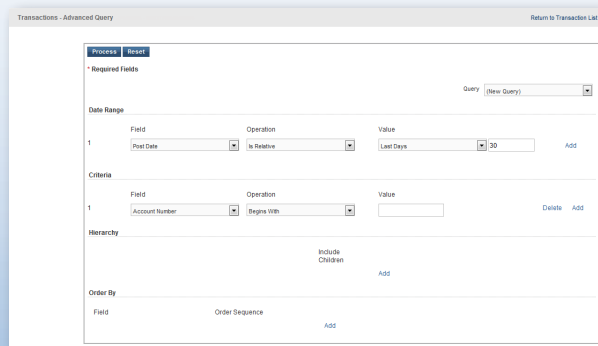 Transactions - Advanced Query Return to Transaction List
Process Reset
* Required Fields
Query (New Query)
Date Range
Field Operation Value
1 Post Date Is Relative Last Days 30 Add
Criteria
Field Operation Value
1 Account Number Begins With Delete Add
Hierarchy
Include
Children
Add
Order By
Field Order Sequence
Add